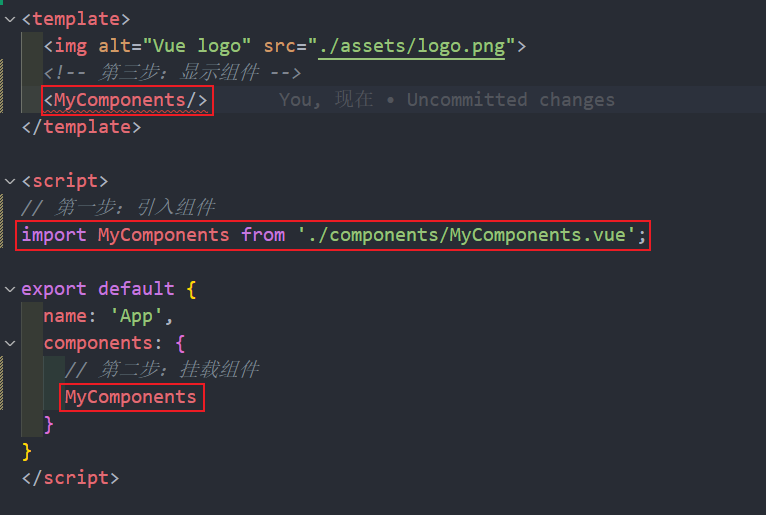 <template>
<img alt="Vue logo" src="./assets/logo.png">
<!-- 第三步：显示组件 -->
<MyComponents/> You, 现在 • Uncommitted changes
</template>
<script>
// 第一步：引入组件
import MyComponents from './components/MyComponents.vue';
export default {
name: 'App',
components: {
// 第二步：挂载组件
MyComponents
}
}
</script>